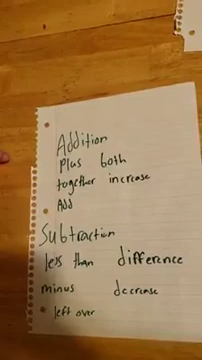 Addition
plus both
together increase
Add
Subtraction
less than difference
minus decrease
left over